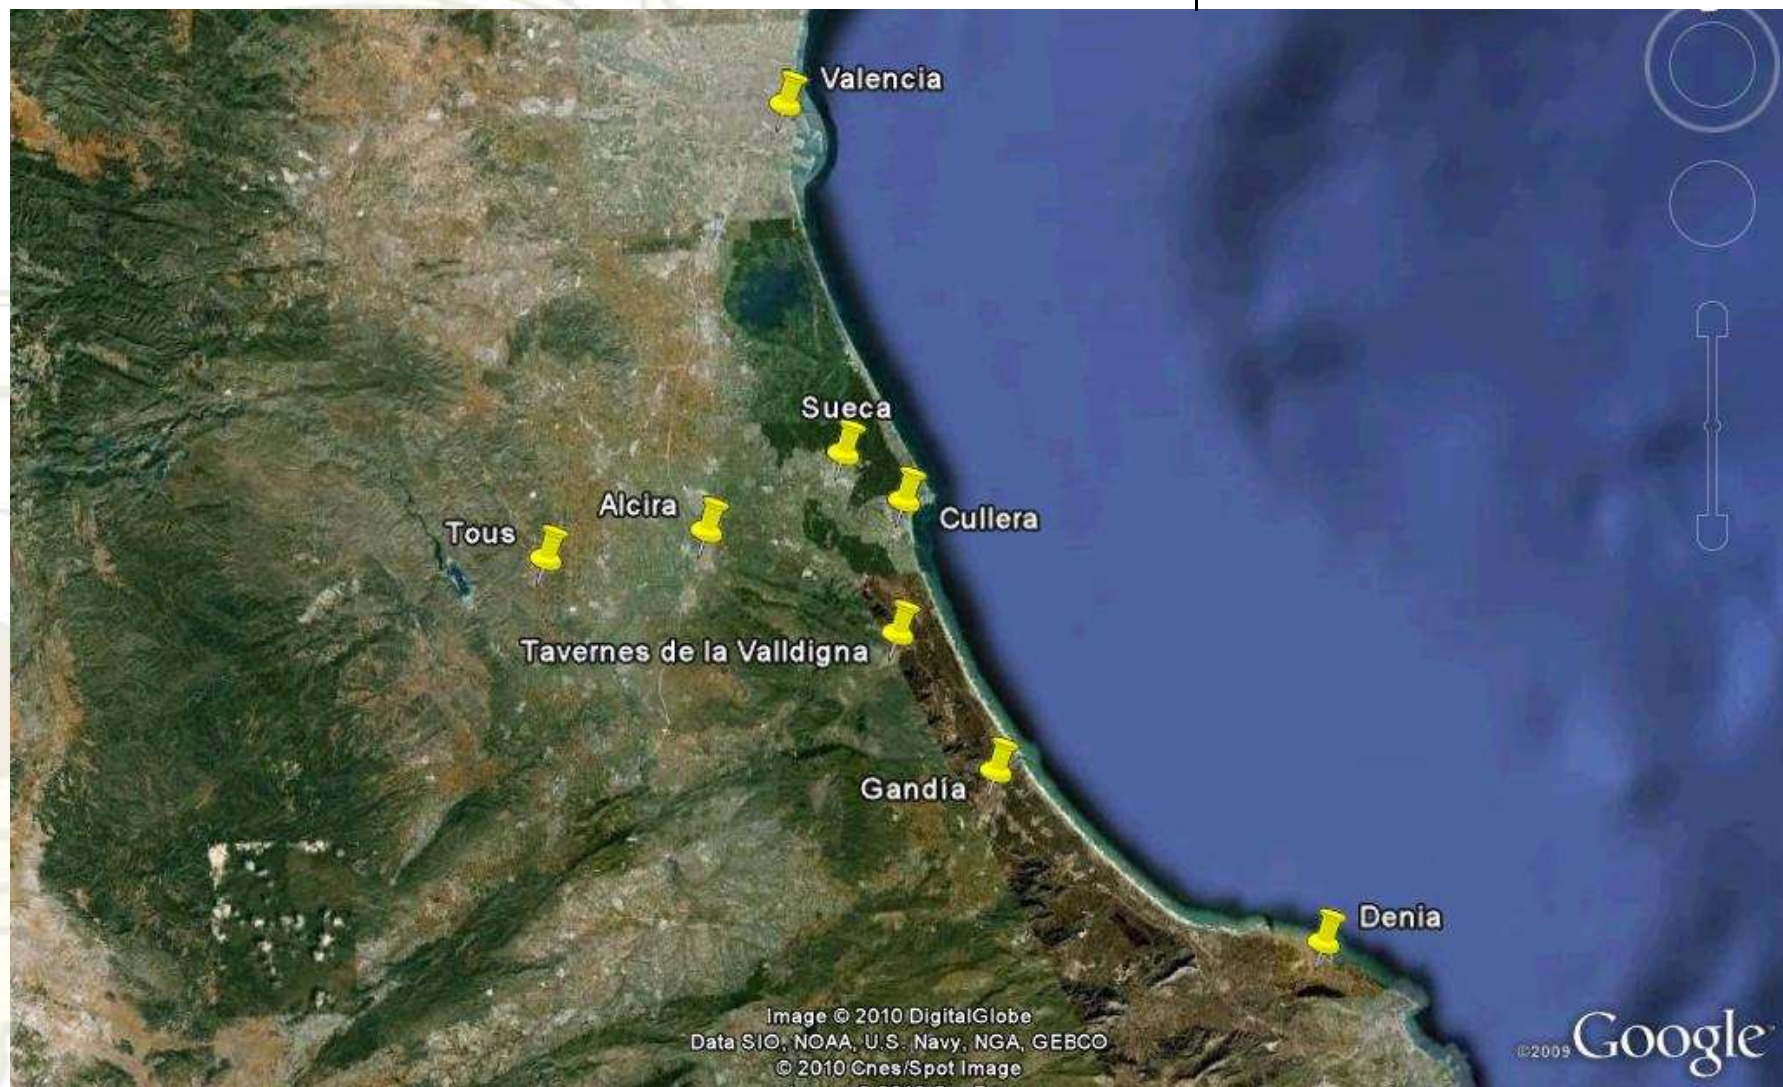 Valencia
Sueca
Alcira
Cullera
Tous
Tavernes de la Valldigna
Gandía
Denia
Image © 2010 DigitalGlobe
Data SIO, NOAA, U.S. Navy, NGA, GEBCO
© 2010 Cnes/Spot Image
©2009 Google